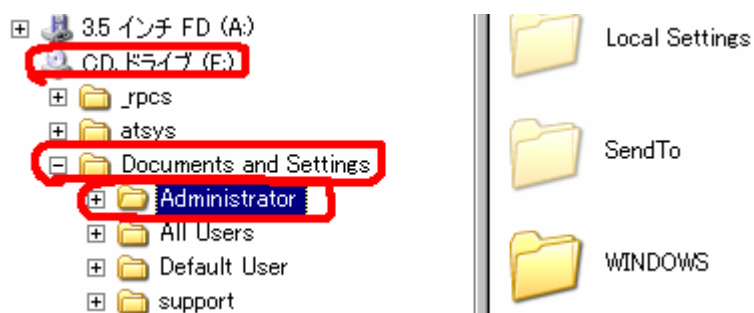 3.5 インチ FD (A:)
CD ドライブ (E:)
_rpcs
atsys
Documents and Settings
Administrator
All Users
Default User
support
Local Settings
SendTo
WINDOWS